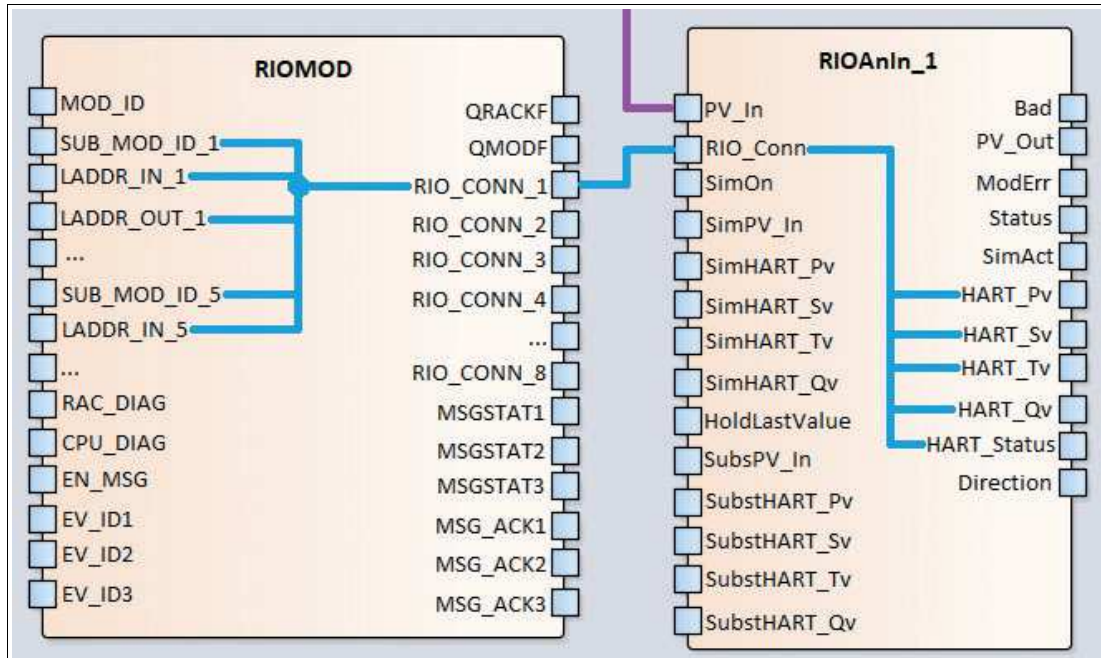 RIOMOD
MOD_ID
SUB_MOD_ID_1
LADDR_IN_1
LADDR_OUT_1
...
SUB_MOD_ID_5
LADDR_IN_5
...
RAC_DIAG
CPU_DIAG
EN_MSG
EV_ID1
EV_ID2
EV_ID3
QRACKF
QMODF
RIO_CONN_1
RIO_CONN_2
RIO_CONN_3
RIO_CONN_4
...
RIO_CONN_8
MSGSTAT1
MSGSTAT2
MSGSTAT3
MSG_ACK1
MSG_ACK2
MSG_ACK3
RIOAnIn_1
PV_In
RIO_Conn
SimOn
SimPV_In
SimHART_Pv
SimHART_Sv
SimHART_Tv
SimHART_Qv
HoldLastValue
SubsPV_In
SubstHART_Pv
SubstHART_Sv
SubstHART_Tv
SubstHART_Qv
Bad
PV_Out
ModErr
Status
SimAct
HART_Pv
HART_Sv
HART_Tv
HART_Qv
HART_Status
Direction